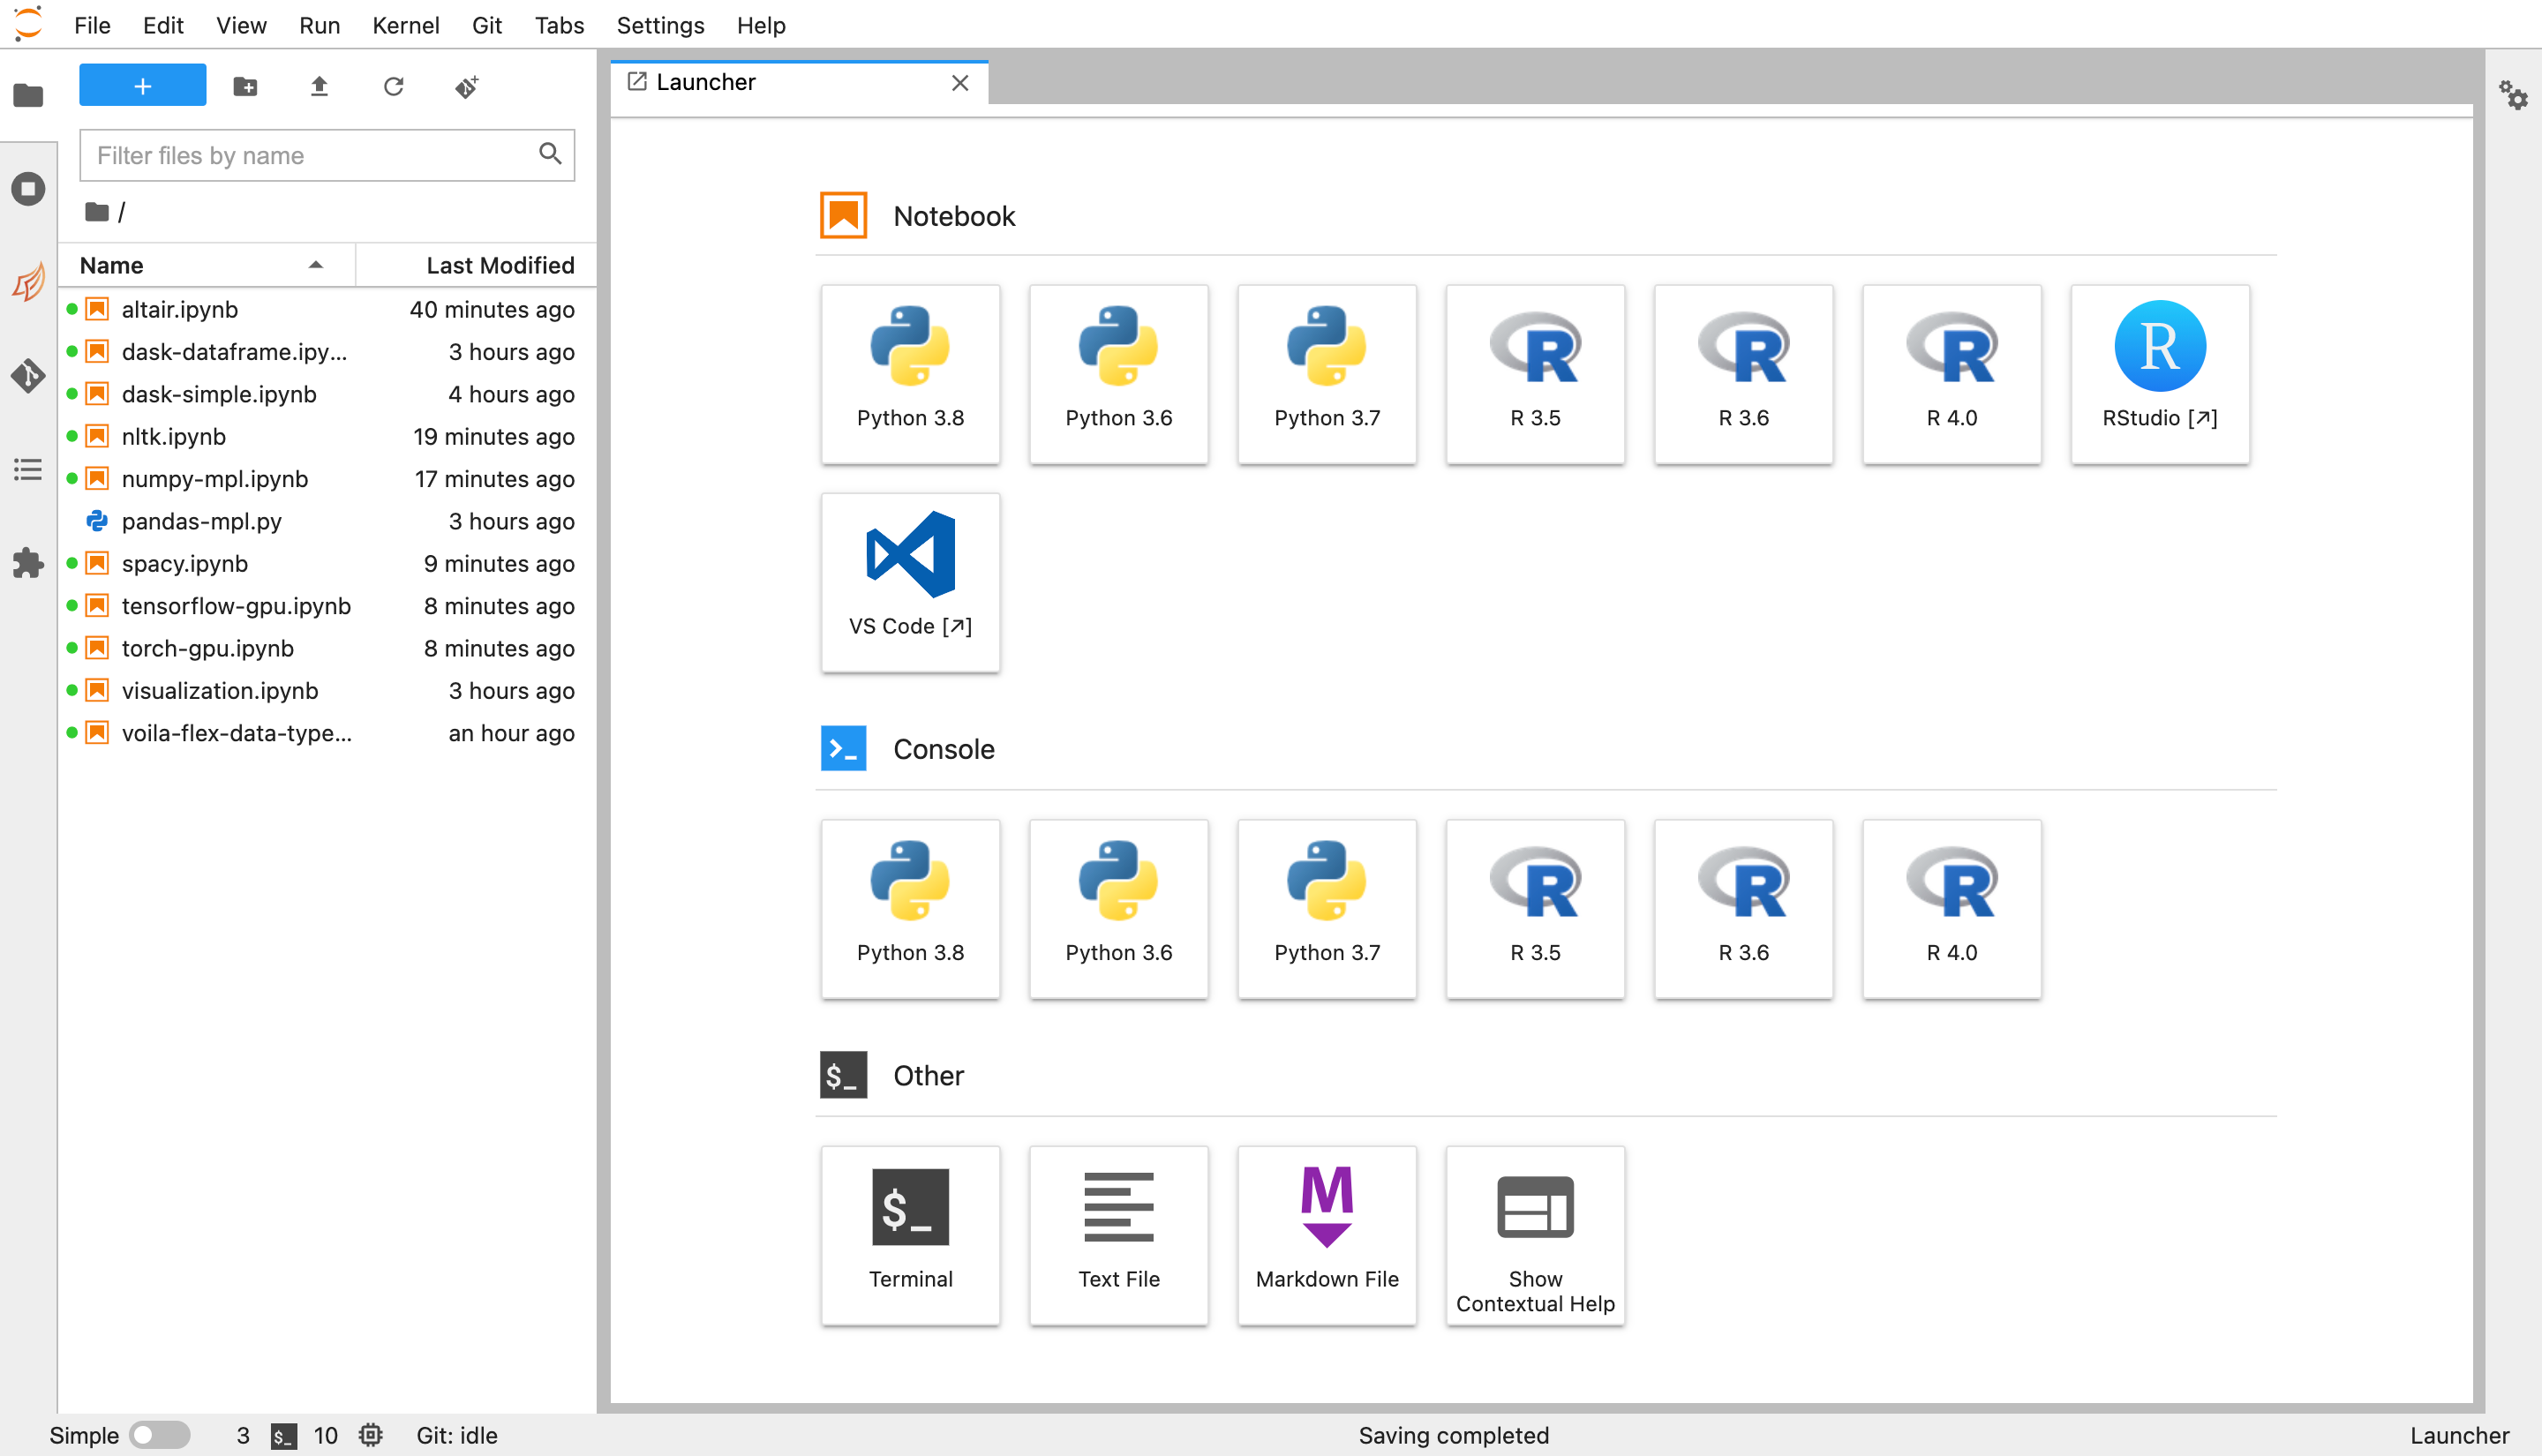 File Edit View Run Kernel Git Tabs Settings Help
Launcher
Filter files by name
/
Name Last Modified
altair.ipynb 40 minutes ago
dask-dataframe.ipy... 3 hours ago
dask-simple.ipynb 4 hours ago
nltk.ipynb 19 minutes ago
numpy-mpl.ipynb 17 minutes ago
pandas-mpl.py 3 hours ago
spacy.ipynb 9 minutes ago
tensorflow-gpu.ipynb 8 minutes ago
torch-gpu.ipynb 8 minutes ago
visualization.ipynb 3 hours ago
voila-flex-data-type... an hour ago
Notebook
Python 3.8 Python 3.6 Python 3.7 R 3.5 R 3.6 R 4.0 RStudio [↗]
VS Code [↗]
Console
Python 3.8 Python 3.6 Python 3.7 R 3.5 R 3.6 R 4.0
$_ Other
$_
Terminal Text File Markdown File Show
Contextual Help
Simple 3 $_ 10 Git: idle Saving completed Launcher